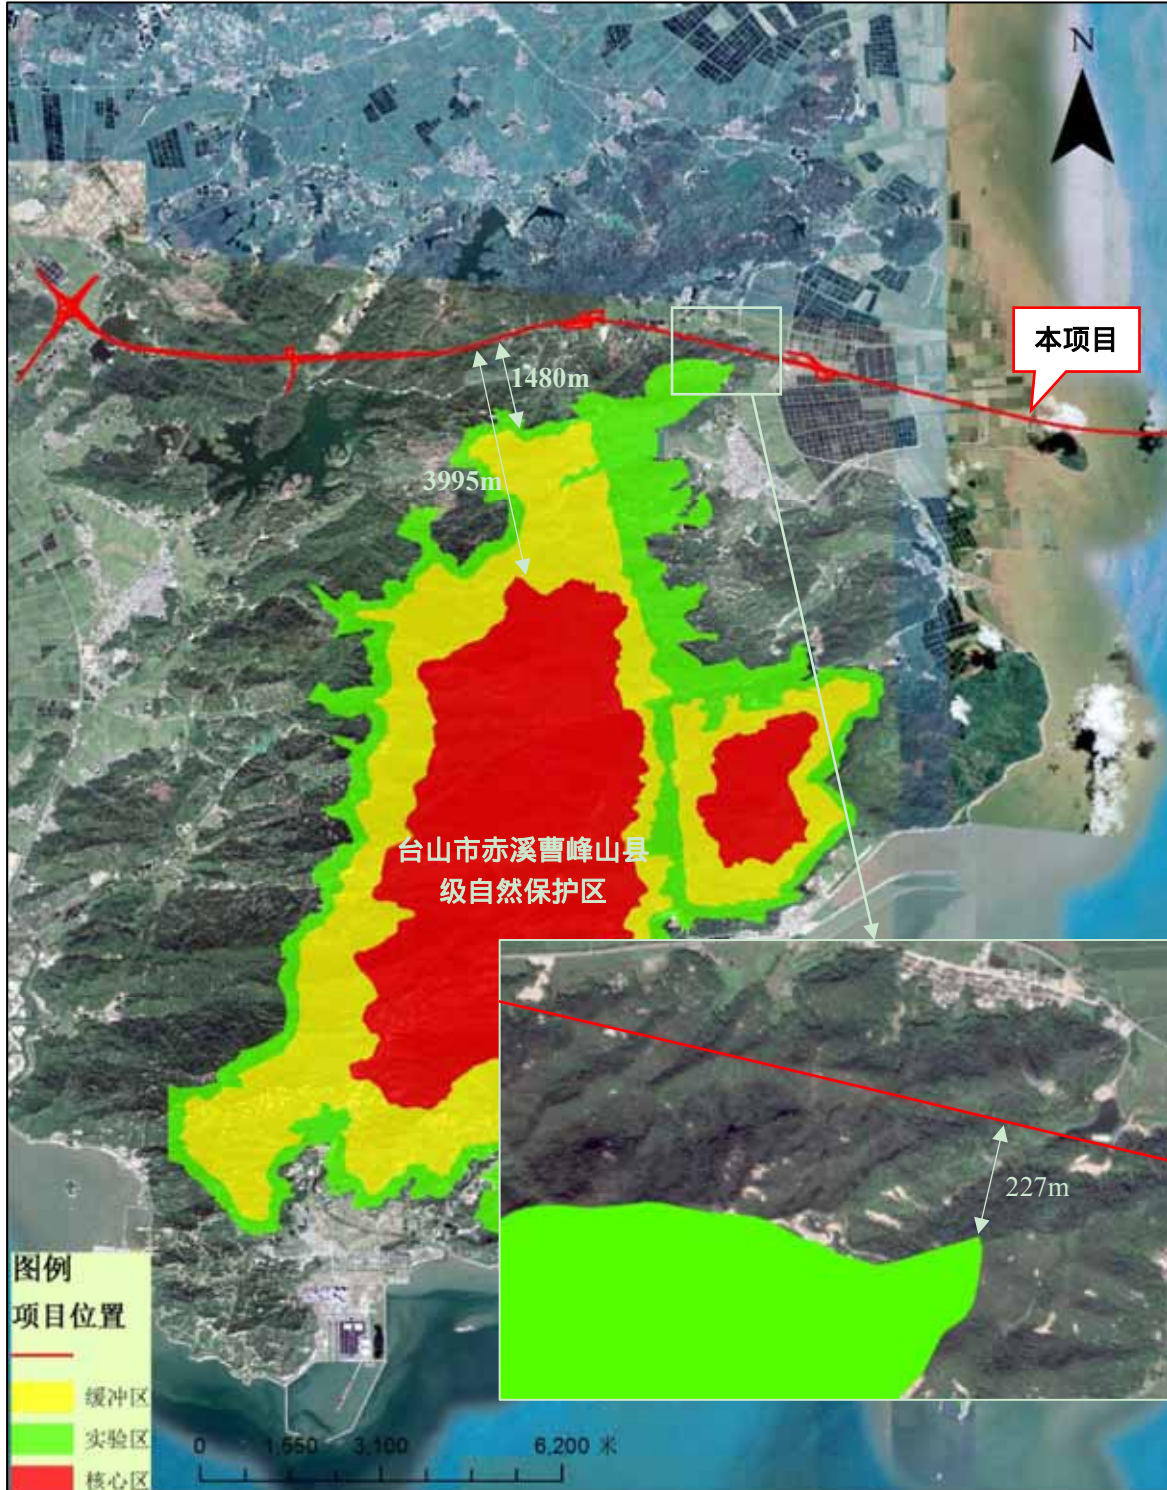 N
本项目
1480m
3995m
台山市赤溪曹峰山县
级自然保护区
227m
图例
项目位置
缓冲区
实验区
核心区
0 1,550 3,100 6,200 米